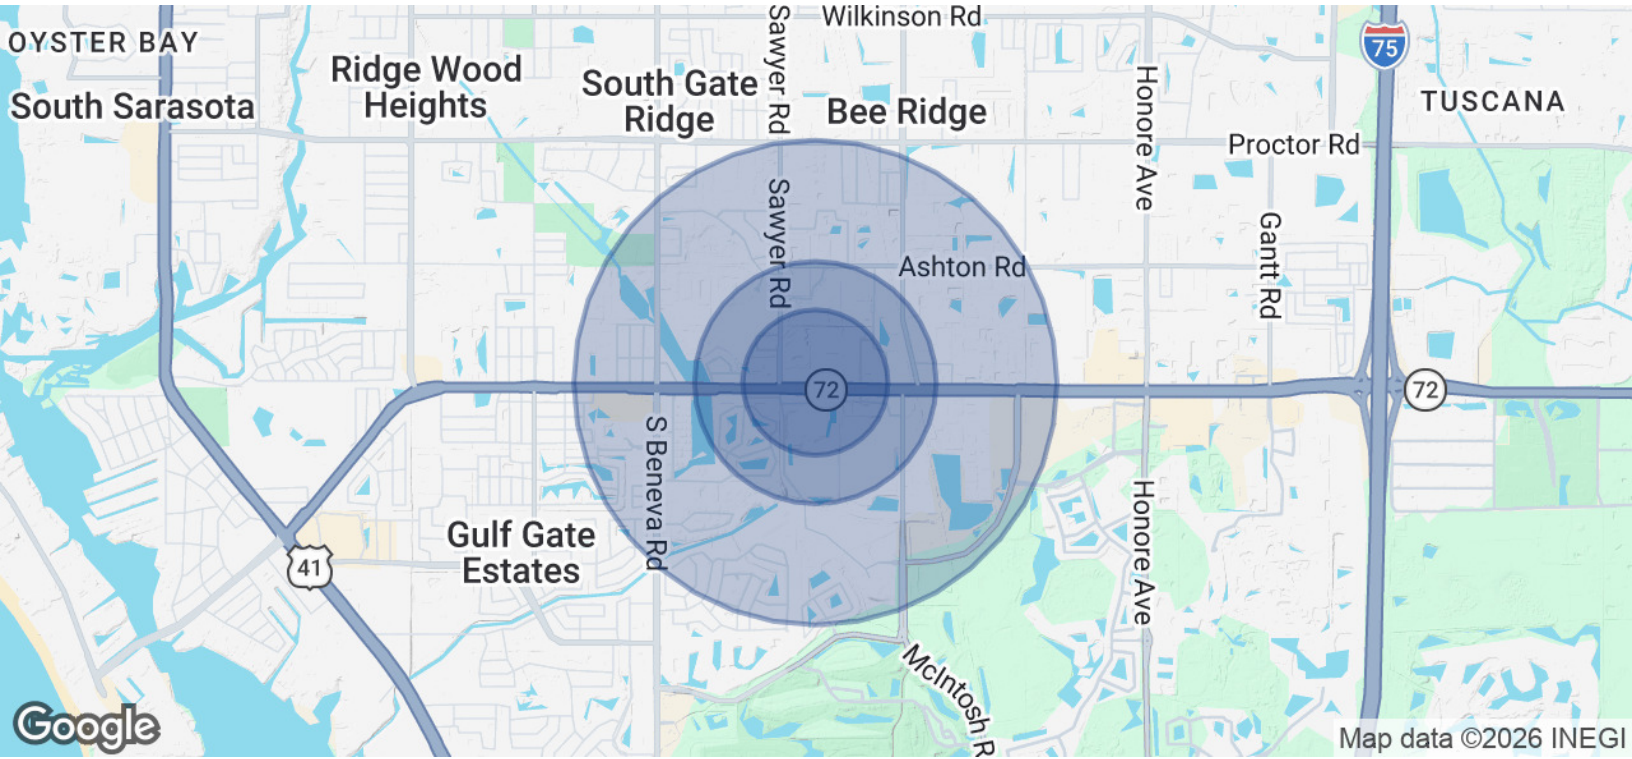 Wilkinson Rd
OYSTER BAY
75
Ridge Wood
Heights
South Gate
Ridge
Sawyer Rd
Bee Ridge
Honore Ave
TUSCANA
South Sarasota
Proctor Rd
Sawyer Rd
Gantt Rd
Ashton Rd
72
72
S Beneva Rd
Gulf Gate
Estates
Honore Ave
41
McIntosh R
Google
Map data ©2026 INEGI